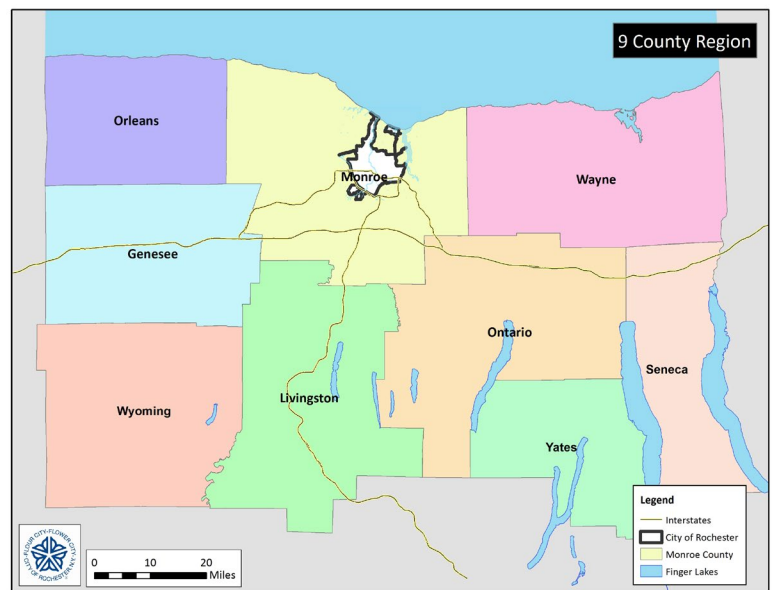 9 County Region
Orleans
Monroe
Wayne
Genesee
Ontario
Seneca
Wyoming
Livingston
Yates
Legend
Interstates
City of Rochester
Monroe County
Finger Lakes
0 10 20
Miles
FLOUR CITY-FLOWER CITY
CITY OF ROCHESTER, N.Y.